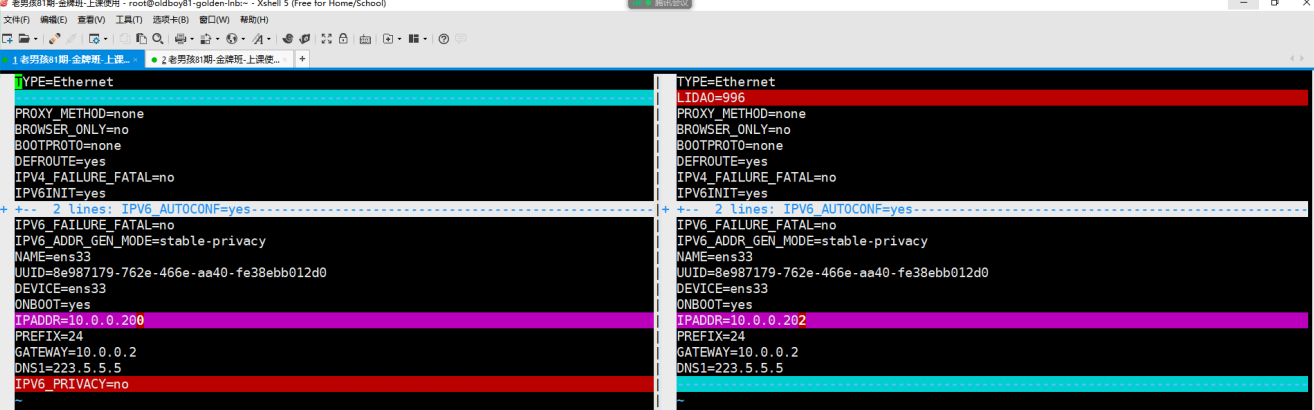 老男孩81期-金牌班-上课使用 - root@oldboy81-golden-lnb:~ - Xshell 5 (Free for Home/School)
腾讯会议
文件(F) 编辑(E) 查看(V) 工具(T) 选项卡(B) 窗口(W) 帮助(H)
1 老男孩81期-金牌班-上课... × 2 老男孩81期-金牌班-上课使... × +
TYPE=Ethernet
PROXY_METHOD=none
BROWSER_ONLY=no
BOOTPROTO=none
DEFROUTE=yes
IPV4_FAILURE_FATAL=no
IPV6INIT=yes
+ +-- 2 lines: IPV6_AUTOCONF=yes
IPV6_FAILURE_FATAL=no
IPV6_ADDR_GEN_MODE=stable-privacy
NAME=ens33
UUID=8e987179-762e-466e-aa40-fe38ebb012d0
DEVICE=ens33
ONBOOT=yes
IPADDR=10.0.0.200
PREFIX=24
GATEWAY=10.0.0.2
DNS1=223.5.5.5
IPV6_PRIVACY=no
~
TYPE=Ethernet
LIDAO=996
PROXY_METHOD=none
BROWSER_ONLY=no
BOOTPROTO=none
DEFROUTE=yes
IPV4_FAILURE_FATAL=no
IPV6INIT=yes
+ +-- 2 lines: IPV6_AUTOCONF=yes
IPV6_FAILURE_FATAL=no
IPV6_ADDR_GEN_MODE=stable-privacy
NAME=ens33
UUID=8e987179-762e-466e-aa40-fe38ebb012d0
DEVICE=ens33
ONBOOT=yes
IPADDR=10.0.0.202
PREFIX=24
GATEWAY=10.0.0.2
DNS1=223.5.5.5
~